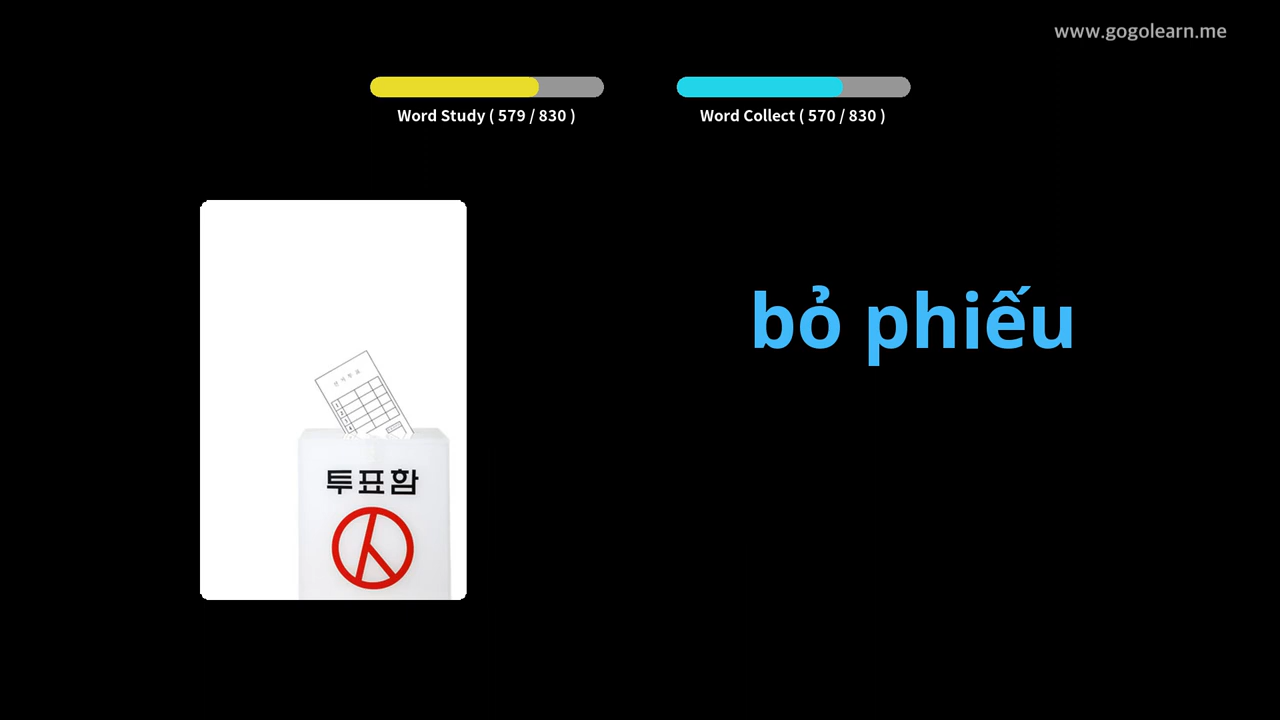 www.gogolearn.me
Word Study ( 579 / 830 )
Word Collect ( 570 / 830 )
bỏ phiếu
투표함